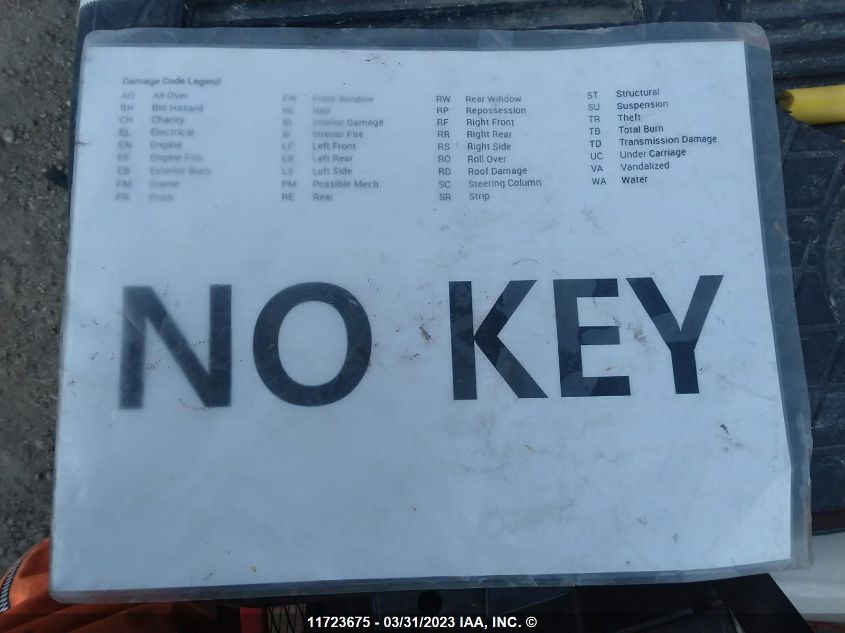 Damage Code Legend
AO All Over
BH Bio Hazard
CH Charity
EL Electrical
EN Engine
EF Engine Fire
EB Exterior Burn
FM Frame
FR Front
FW Front Window
HL Hail
ID Interior Damage
IF Interior Fire
LF Left Front
LR Left Rear
LS Left Side
PM Possible Mech
RE Rear
RW Rear Window
RP Repossession
RF Right Front
RR Right Rear
RS Right Side
RO Roll Over
RD Roof Damage
SC Steering Column
SR Strip
ST Structural
SU Suspension
TR Theft
TB Total Burn
TD Transmission Damage
UC Under Carriage
VA Vandalized
WA Water
NO KEY
11723675 - 03/31/2023 IAA, INC. ©